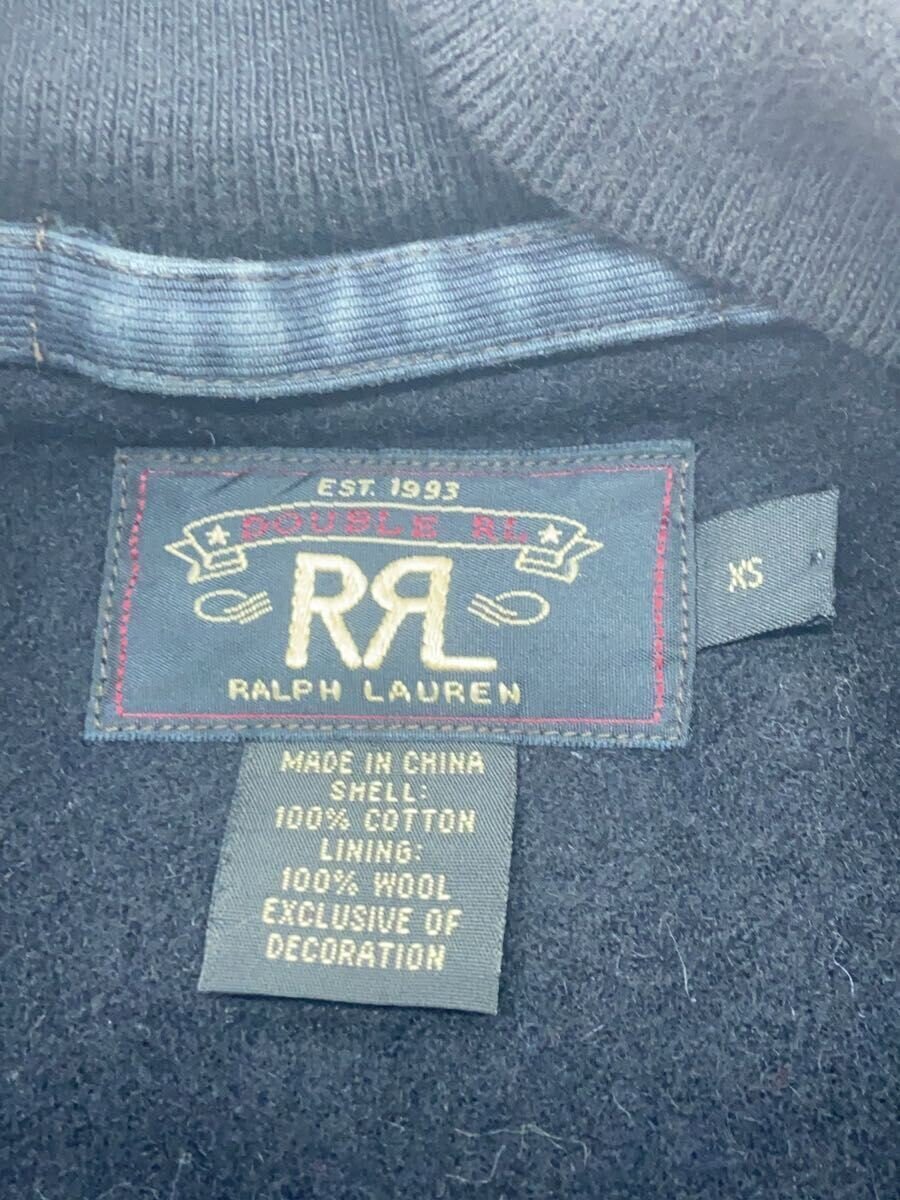 EST. 1993
DOUBLE RL
RRL
RALPH LAUREN
XS
MADE IN CHINA
SHELL:
100% COTTON
LINING:
100% WOOL
EXCLUSIVE OF
DECORATION